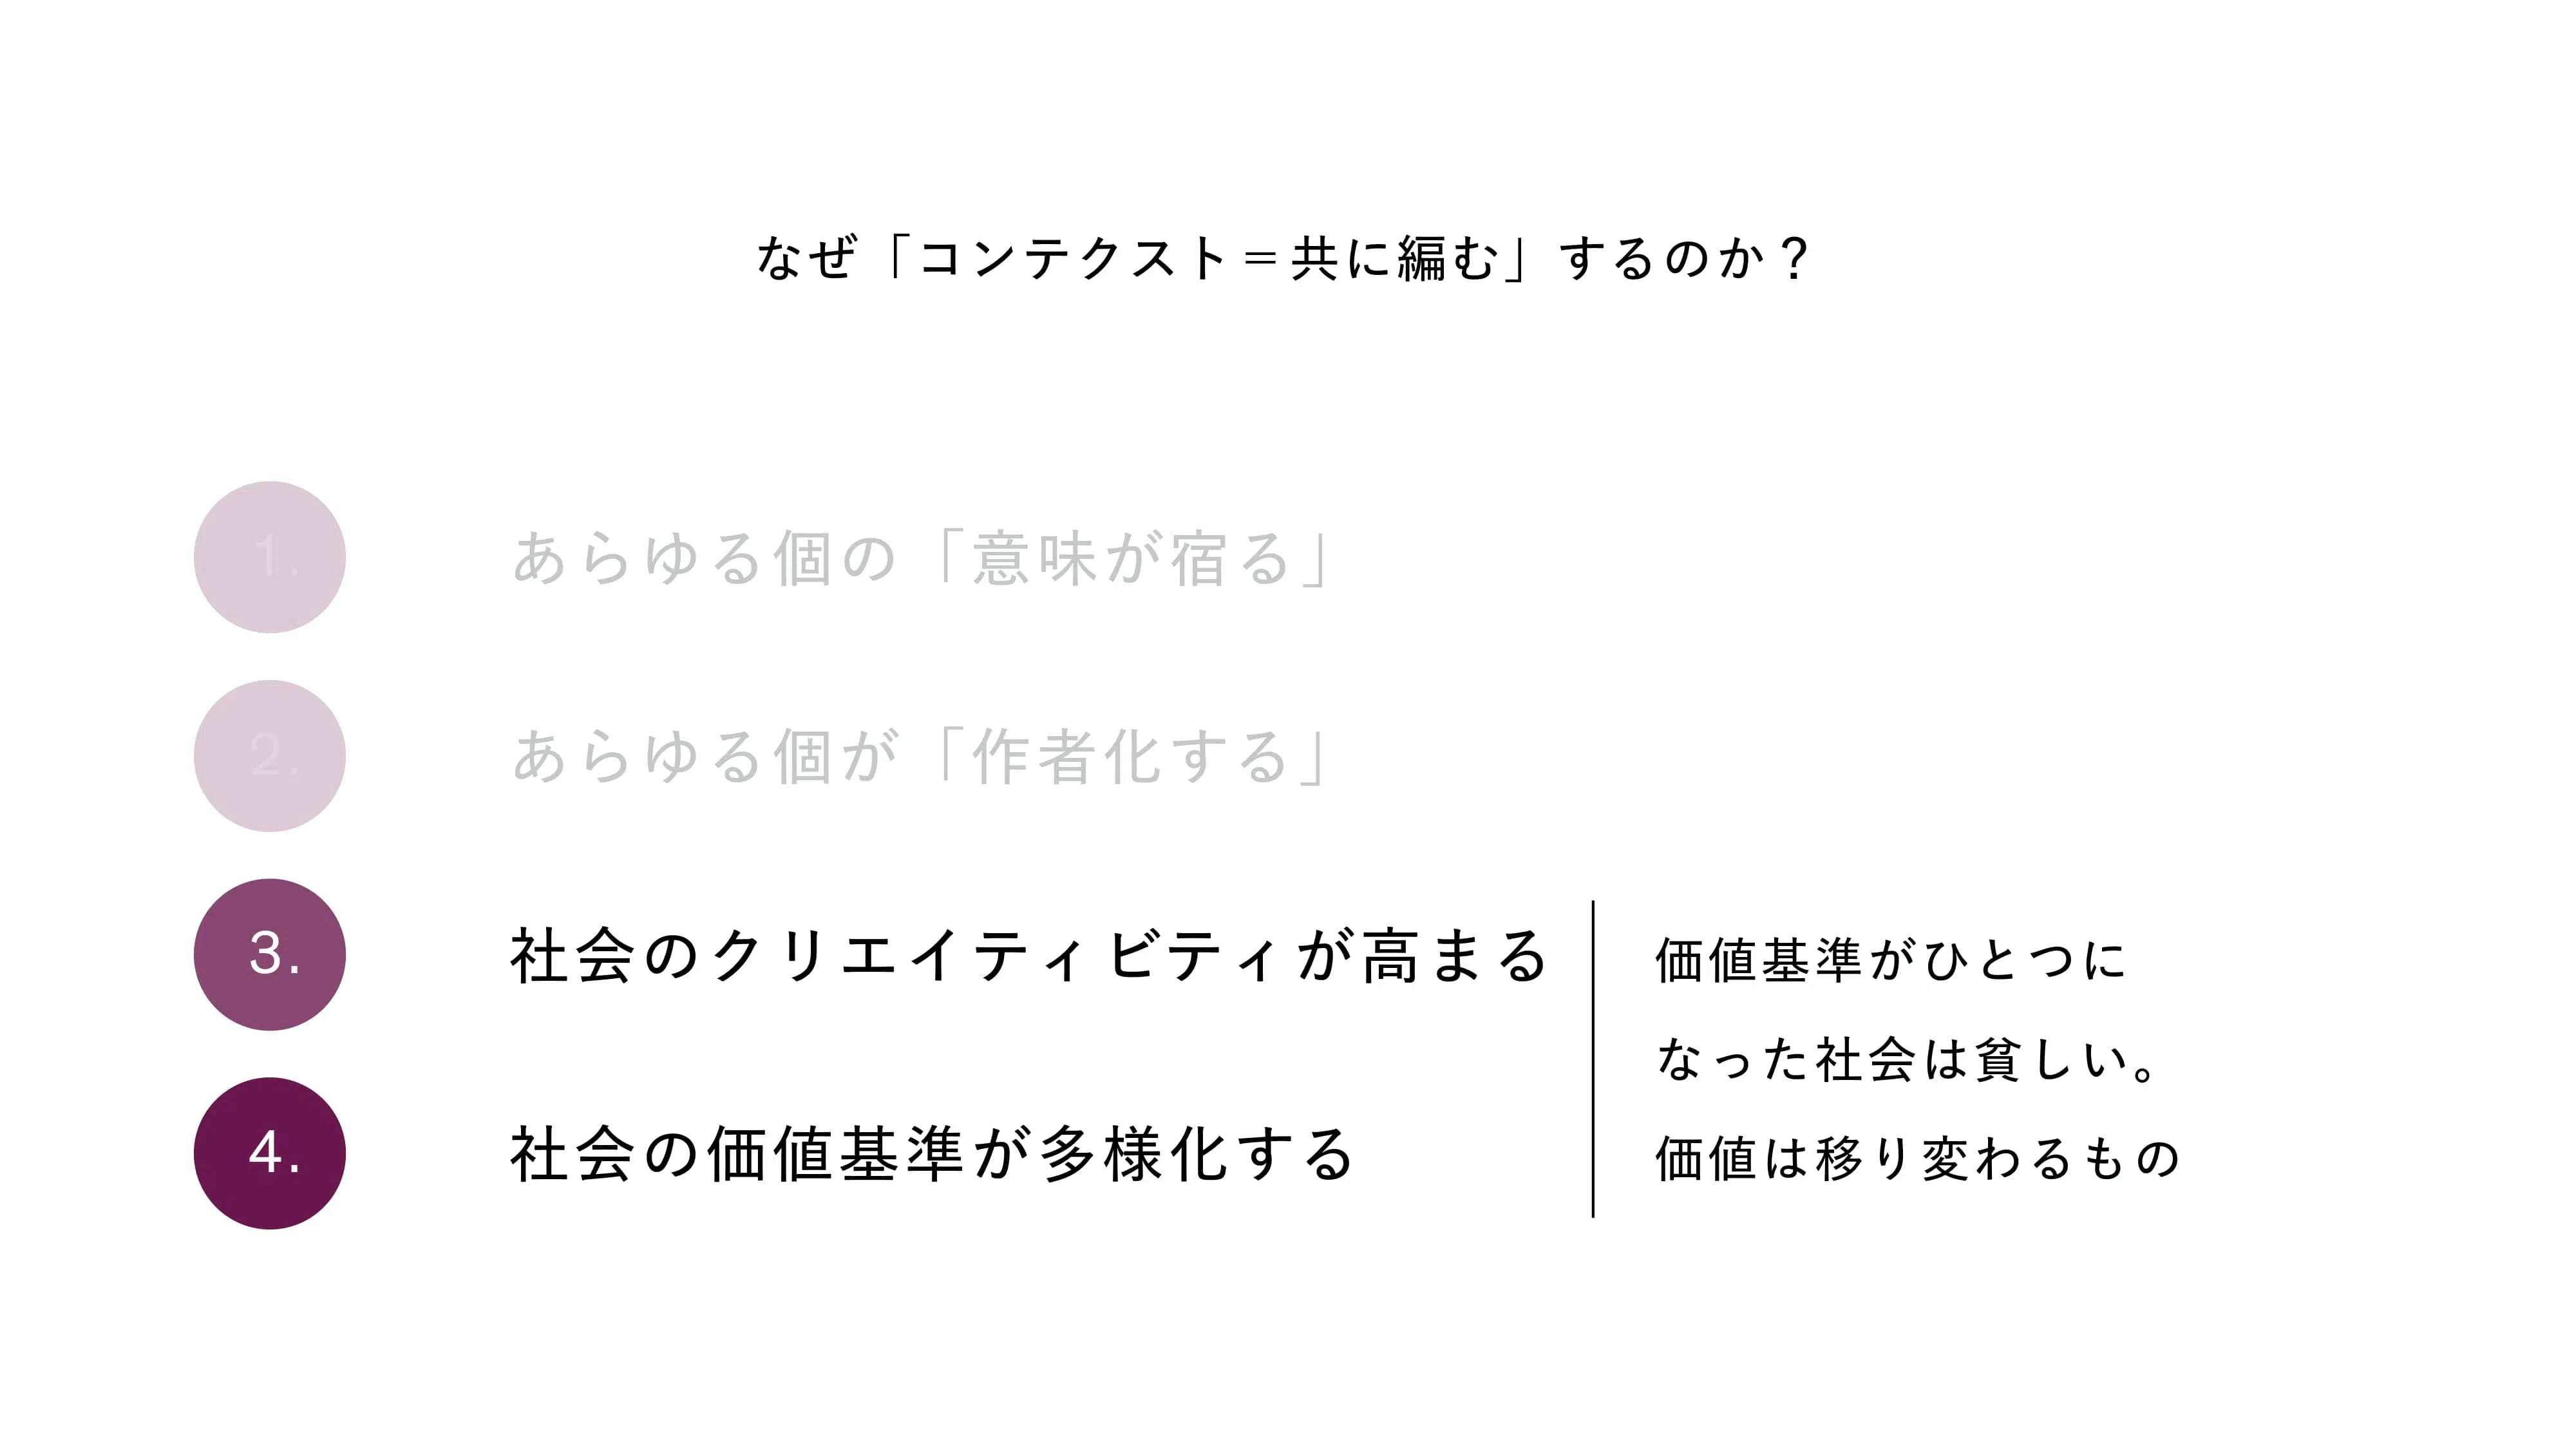 なぜ「コンテクスト＝共に編む」するのか？
1. あらゆる個の「意味が宿る」
2. あらゆる個が「作者化する」
3. 社会のクリエイティビティが高まる
4. 社会の価値基準が多様化する
価値基準がひとつに
なった社会は貧しい。
価値は移り変わるもの